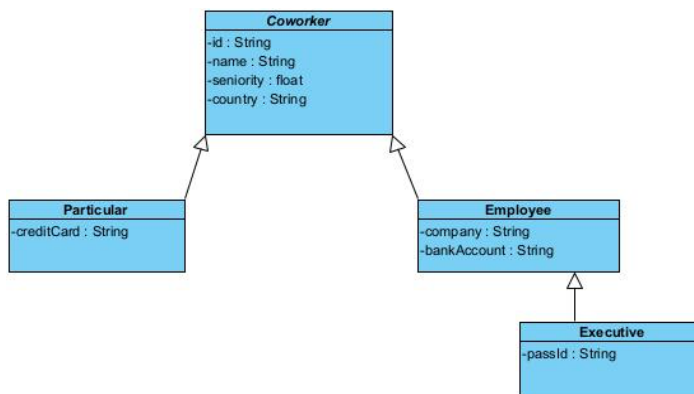 Coworker
-id : String
-name : String
-seniority : float
-country : String
Particular
-creditCard : String
Employee
-company : String
-bankAccount : String
Executive
-passId : String